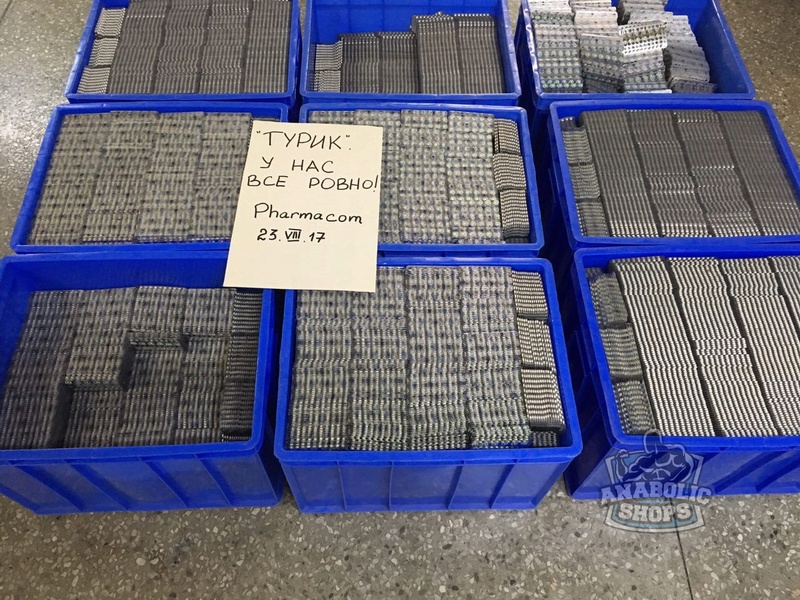 "ТУРИК".
У НАС
ВСЕ РОВНО!
Pharmacom
23.VIII.17
ANABOLIC
SHOPS